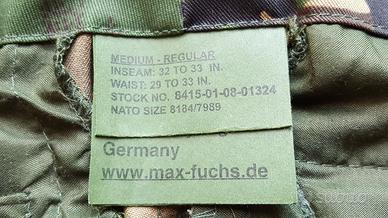 MEDIUM - REGULAR
INSEAM: 32 TO 33 IN.
WAIST: 29 TO 33 IN.
STOCK NO. 8415-01-08-01324
NATO SIZE 8184/7989
Germany
www.max-fuchs.de